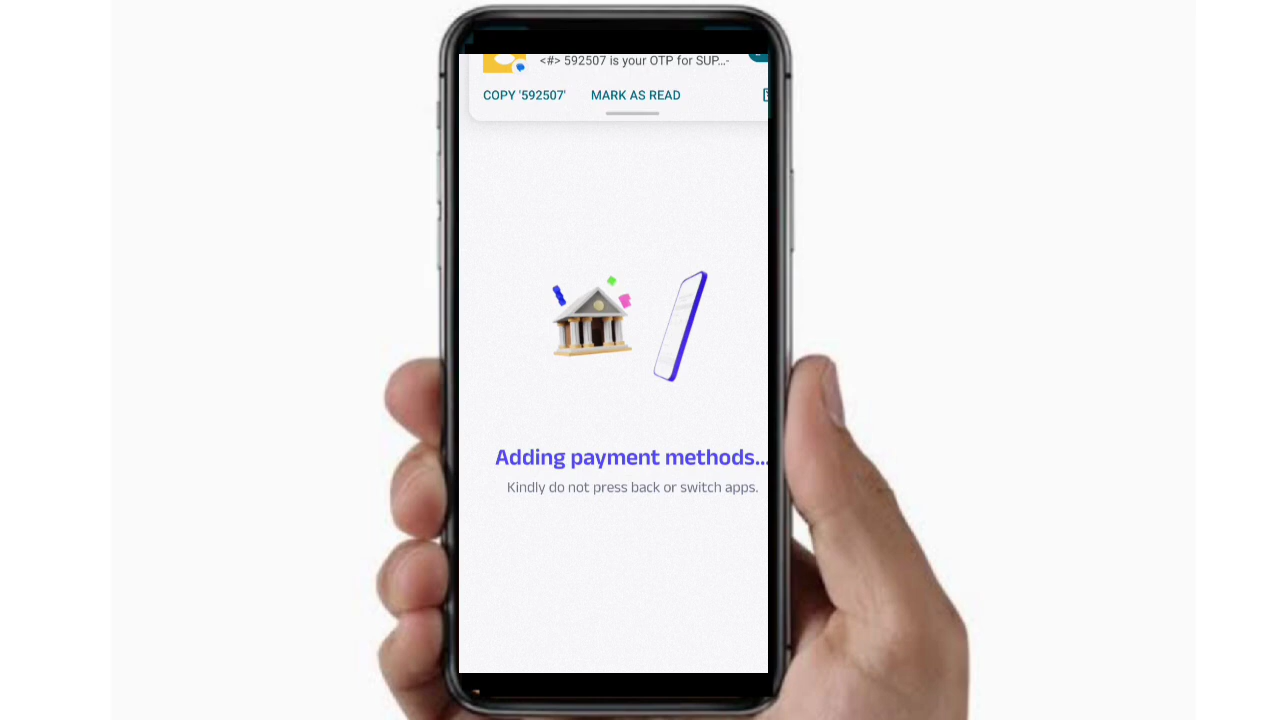 <#> 592507 is your OTP for SUP...-
COPY '592507' MARK AS READ
Adding payment methods...
Kindly do not press back or switch apps.